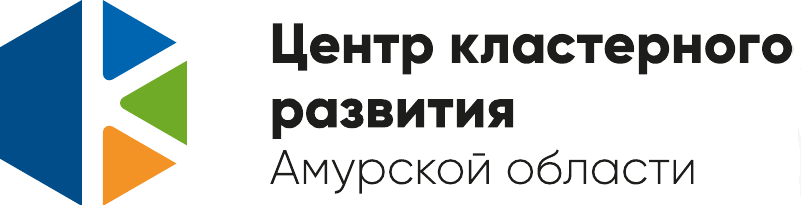 Центр кластерного
развития
Амурской области